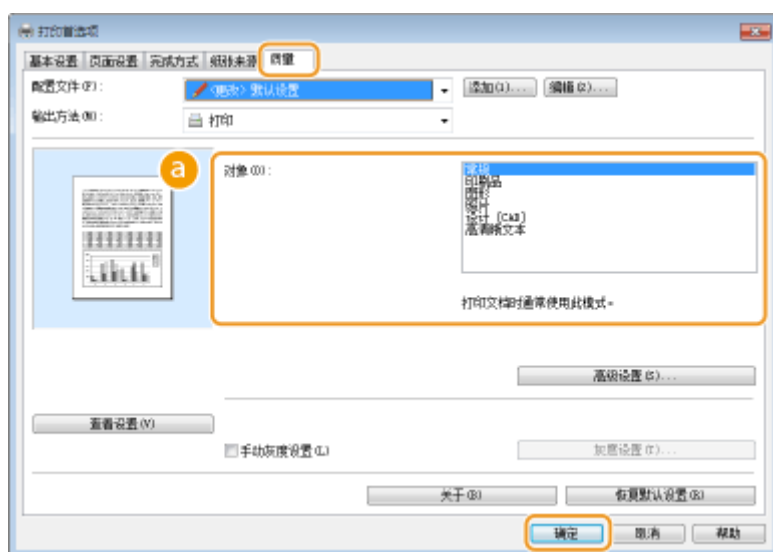 打印首选项
基本设置 页面设置 完成方式 纸张来源 质量
配置文件(F): <更改> 默认设置 添加(1)... 编辑(2)...
输出方法(M): 打印
a
对象(O):
常规
印刷品
图形
照片
设计 [CAD]
高清晰文本
打印文档时通常使用此模式。
高级设置(S)...
查看设置(V)
手动灰度设置(L) 灰度设置(T)...
关于(B) 恢复默认设置(R)
确定 取消 帮助